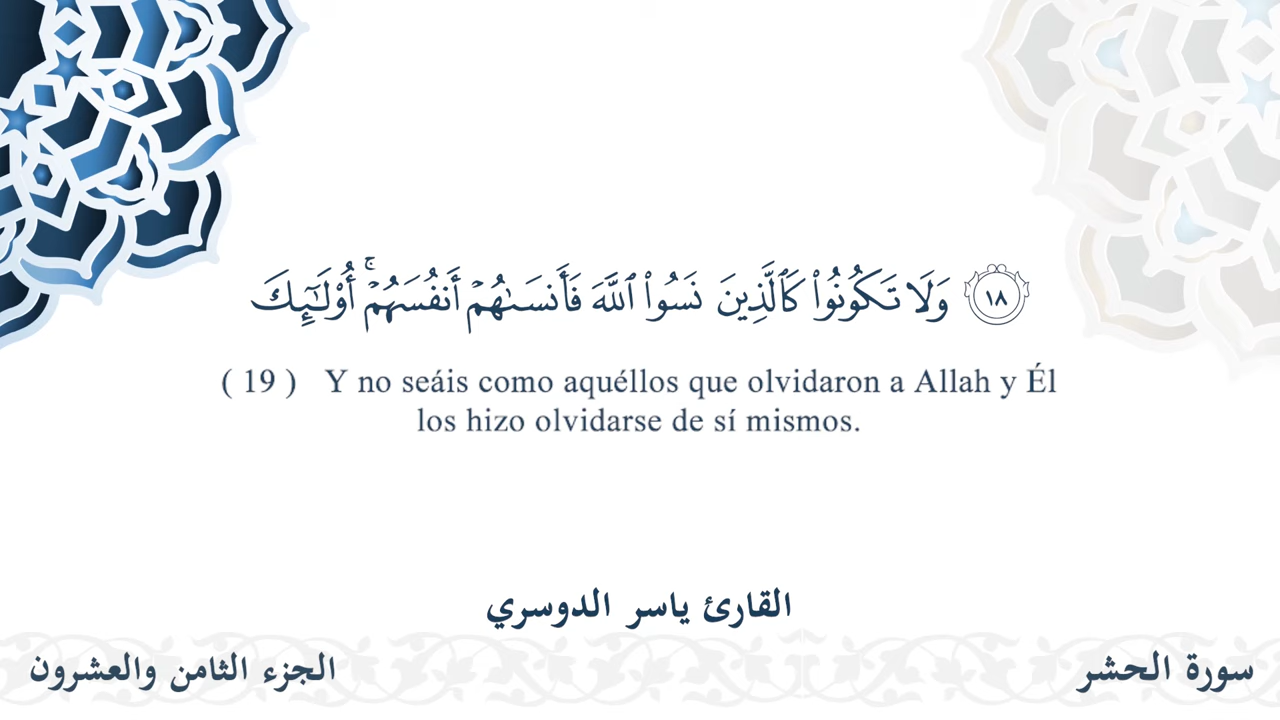 ١٨ وَلَا تَكُونُوا۟ كَٱلَّذِينَ نَسُوا۟ ٱللَّهَ فَأَنسَىٰهُمْ أَنفُسَهُمْ ۚ أُو۟لَـٰٓئِكَ
( 19 ) Y no seáis como aquéllos que olvidaron a Allah y Él
los hizo olvidarse de sí mismos.
القارئ ياسر الدوسري
سورة الحشر
الجزء الثامن والعشرون